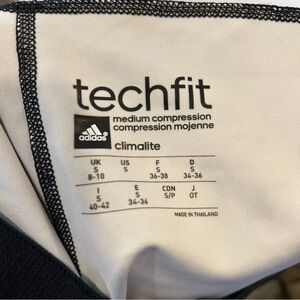 techfit
medium compression
compression mojenne
adidas
climalite
UK US F D
S S S S
8-10 36-38 34-36
I E CDN J
S S S/P OT
40-42 34-36
MADE IN THAILAND